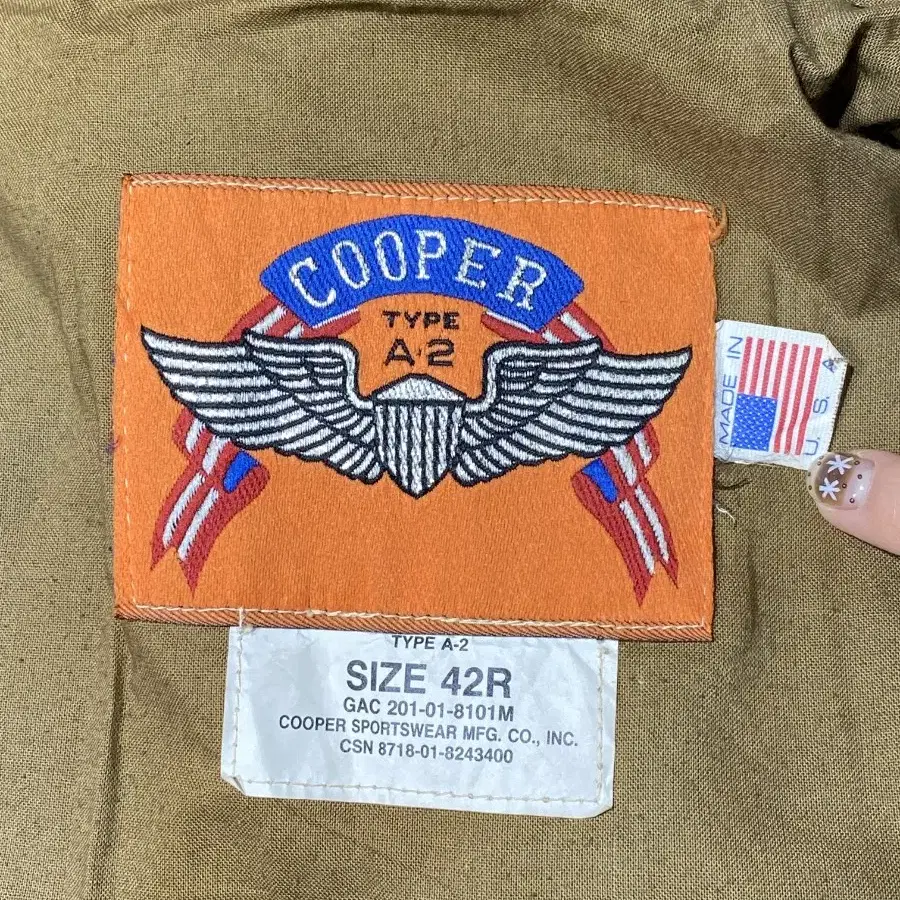 COOPER
TYPE
A·2
MADE IN
U.S.A
TYPE A-2
SIZE 42R
GAC 201-01-8101M
COOPER SPORTSWEAR MFG. CO., INC.
CSN 8718-01-8243400